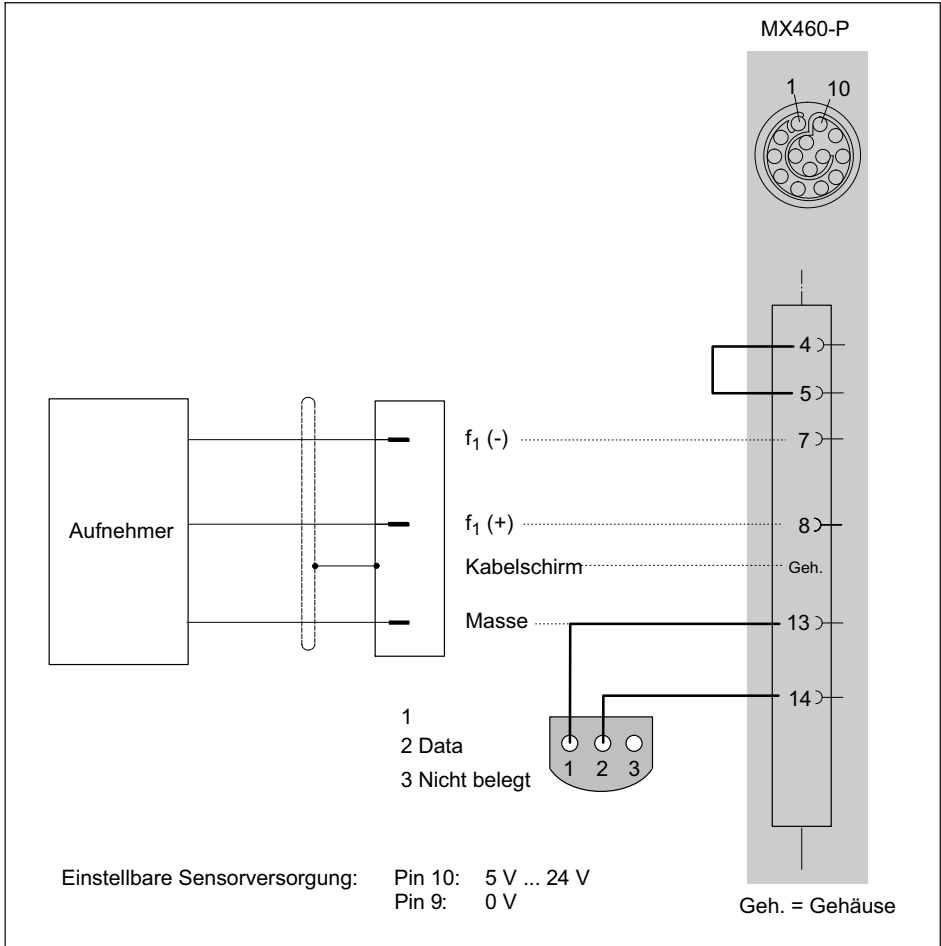 MX460-P
1 10
4
5
f₁ (-) 7
Aufnehmer
f₁ (+) 8
Kabelschirm Geh.
Masse 13
14
1
2 Data
3 Nicht belegt
1 2 3
Einstellbare Sensorversorgung: Pin 10: 5 V ... 24 V
Pin 9: 0 V
Geh. = Gehäuse